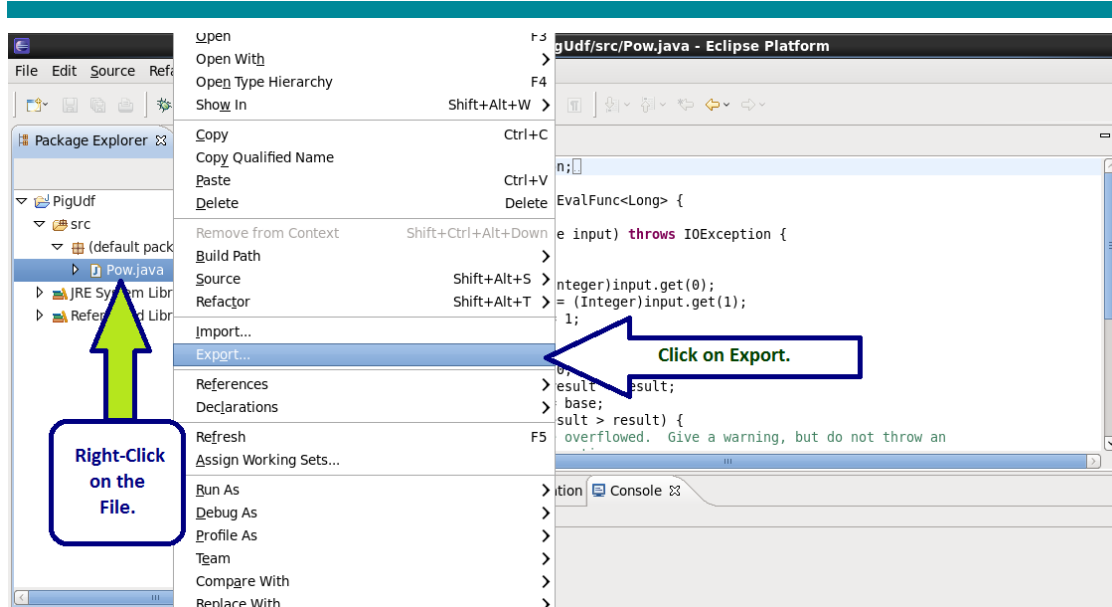 Open F3
gUdf/src/Pow.java - Eclipse Platform
File Edit Source Refa
Open With
Open Type Hierarchy F4
Show In Shift+Alt+W
Package Explorer
Copy Ctrl+C
Copy Qualified Name
n;
Paste Ctrl+V
PigUdf
Delete Delete
EvalFunc<Long> {
src
Remove from Context Shift+Ctrl+Alt+Down
e input) throws IOException {
(default pack
Build Path
Pow.java
Source Shift+Alt+S
nteger)input.get(0);
JRE System Libr
Refactor Shift+Alt+T
= (Integer)input.get(1);
Libr
1;
Import...
Export...
Click on Export.
0;
References
result
result;
Declarations
= base;
sult > result) {
Refresh F5
overflowed. Give a warning, but do not throw an
Right-Click
on the
File.
Assign Working Sets...
Run As
Console
Debug As
Profile As
Team
Compare With
Replace With